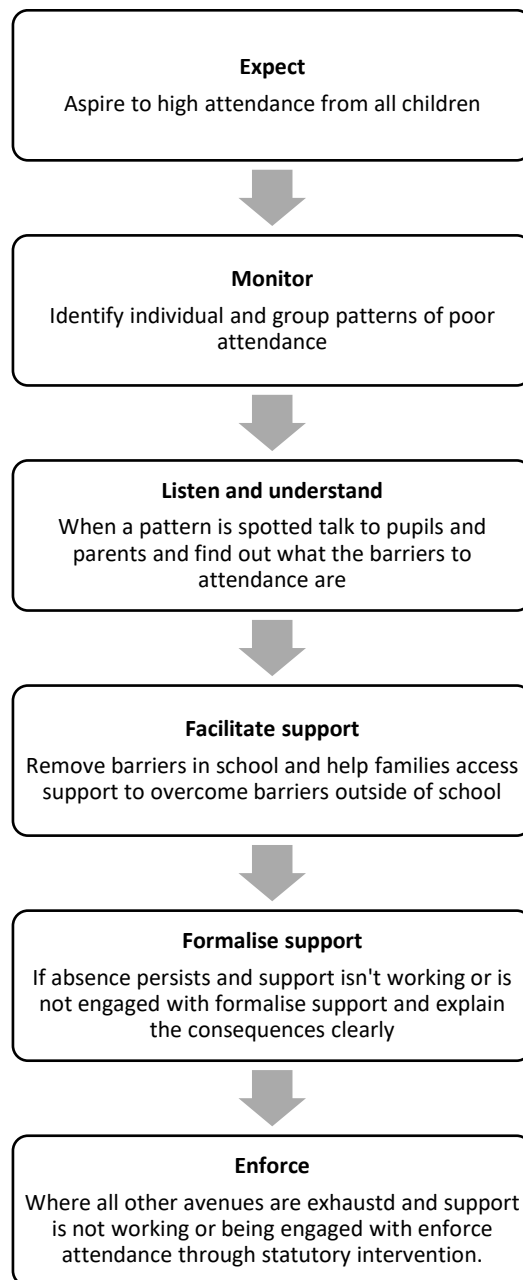 Expect
Aspire to high attendance from all children
Monitor
Identify individual and group patterns of poor
attendance
Listen and understand
When a pattern is spotted talk to pupils and
parents and find out what the barriers to
attendance are
Facilitate support
Remove barriers in school and help families access
support to overcome barriers outside of school
Formalise support
If absence persists and support isn't working or is
not engaged with formalise support and explain
the consequences clearly
Enforce
Where all other avenues are exhaustd and support
is not working or being engaged with enforce
attendance through statutory intervention.